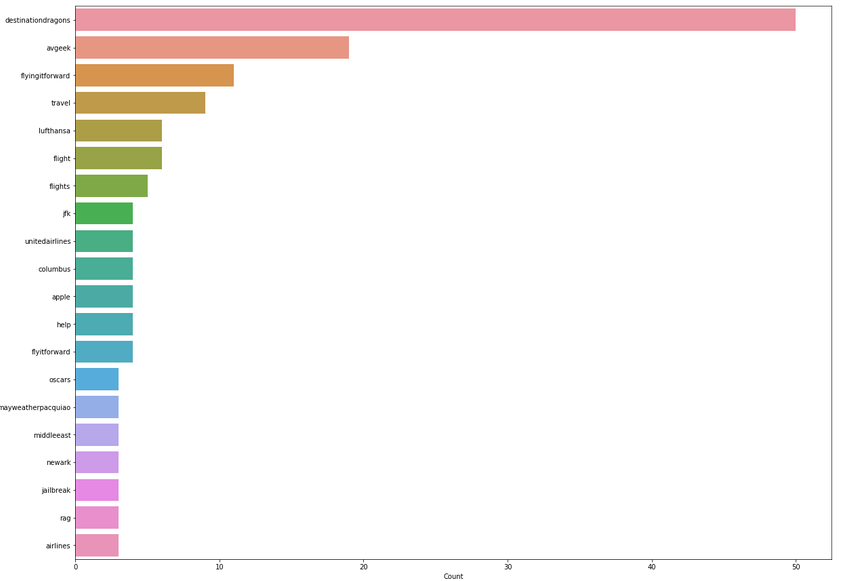 destinationdragons
avgeek
flyingitforward
travel
lufthansa
flight
flights
jfk
unitedairlines
columbus
apple
help
flyitforward
oscars
mayweatherpacquiao
middleeast
newark
jailbreak
rag
airlines
0 10 20 30 40 50
Count